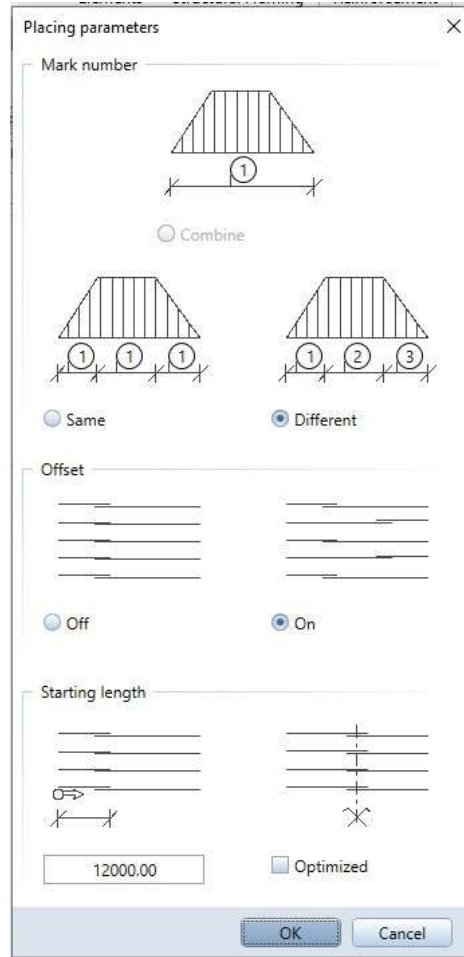 Placing parameters
Mark number
1
Combine
1 1 1 1 2 3
Same Different
Offset
Off On
Starting length
12000.00 Optimized
OK Cancel